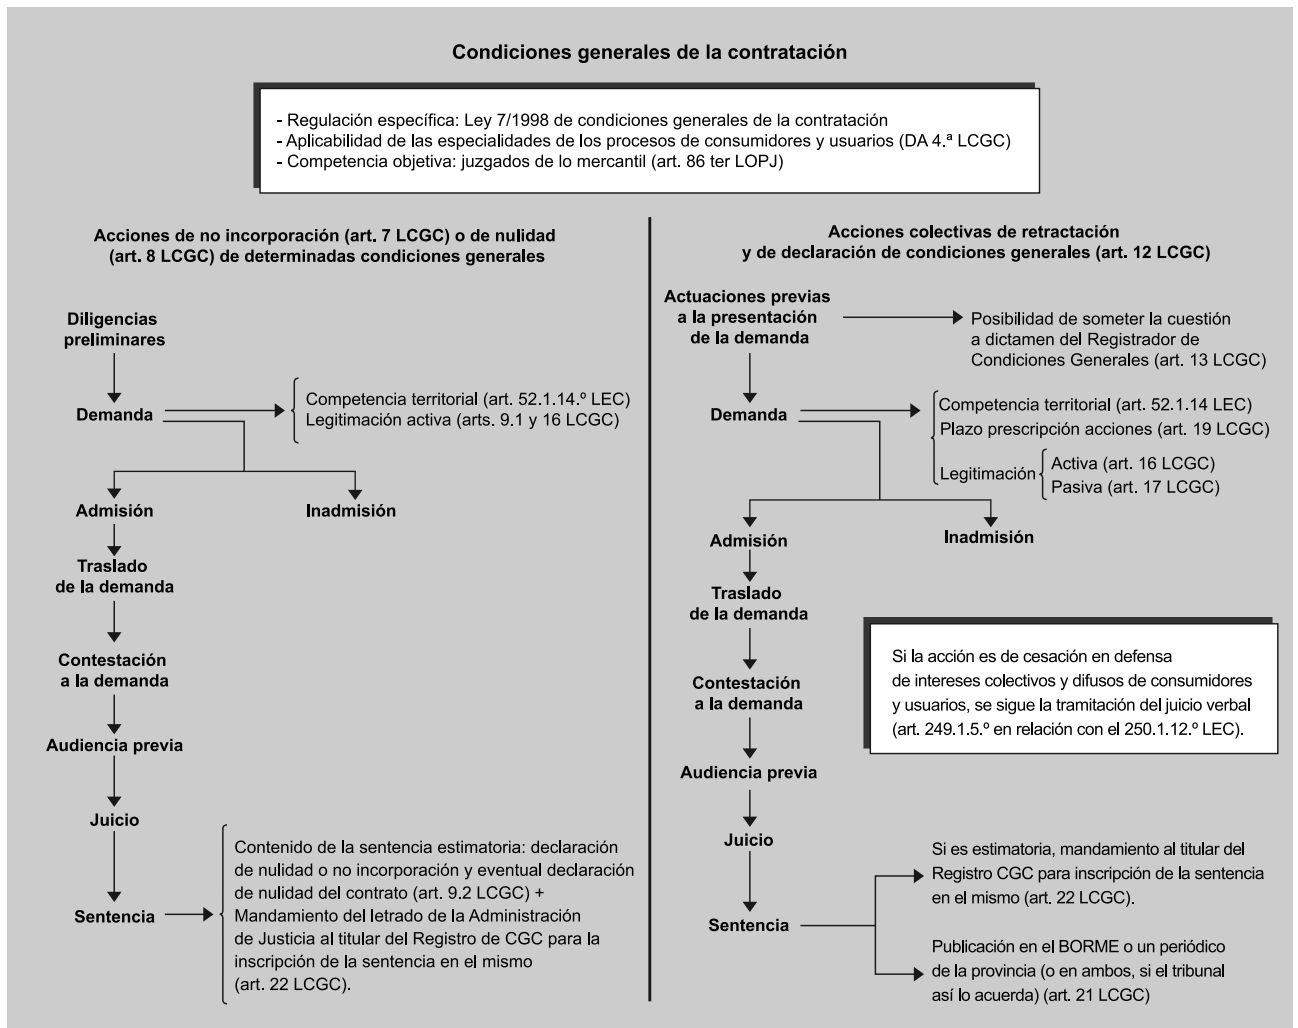 Condiciones generales de la contratación
- Regulación específica: Ley 7/1998 de condiciones generales de la contratación
- Aplicabilidad de las especialidades de los procesos de consumidores y usuarios (DA 4.ª LCGC)
- Competencia objetiva: juzgados de lo mercantil (art. 86 ter LOPJ)
Acciones de no incorporación (art. 7 LCGC) o de nulidad
(art. 8 LCGC) de determinadas condiciones generales
Diligencias
preliminares
Demanda
Competencia territorial (art. 52.1.14.º LEC)
Legitimación activa (arts. 9.1 y 16 LCGC)
Admisión
Inadmisión
Traslado
de la demanda
Contestación
a la demanda
Audiencia previa
Juicio
Sentencia
Contenido de la sentencia estimatoria: declaración
de nulidad o no incorporación y eventual declaración
de nulidad del contrato (art. 9.2 LCGC) +
Mandamiento del letrado de la Administración
de Justicia al titular del Registro de CGC para la
inscripción de la sentencia en el mismo
(art. 22 LCGC).
Acciones colectivas de retractación
y de declaración de condiciones generales (art. 12 LCGC)
Actuaciones previas
a la presentación
de la demanda
Posibilidad de someter la cuestión
a dictamen del Registrador de
Condiciones Generales (art. 13 LCGC)
Demanda
Competencia territorial (art. 52.1.14 LEC)
Plazo prescripción acciones (art. 19 LCGC)
Legitimación
Activa (art. 16 LCGC)
Pasiva (art. 17 LCGC)
Admisión
Inadmisión
Traslado
de la demanda
Contestación
a la demanda
Si la acción es de cesación en defensa
de intereses colectivos y difusos de consumidores
y usuarios, se sigue la tramitación del juicio verbal
(art. 249.1.5.º en relación con el 250.1.12.º LEC).
Audiencia previa
Juicio
Sentencia
Si es estimatoria, mandamiento al titular del
Registro CGC para inscripción de la sentencia
en el mismo (art. 22 LCGC).
Publicación en el BORME o un periódico
de la provincia (o en ambos, si el tribunal
así lo acuerda) (art. 21 LCGC)